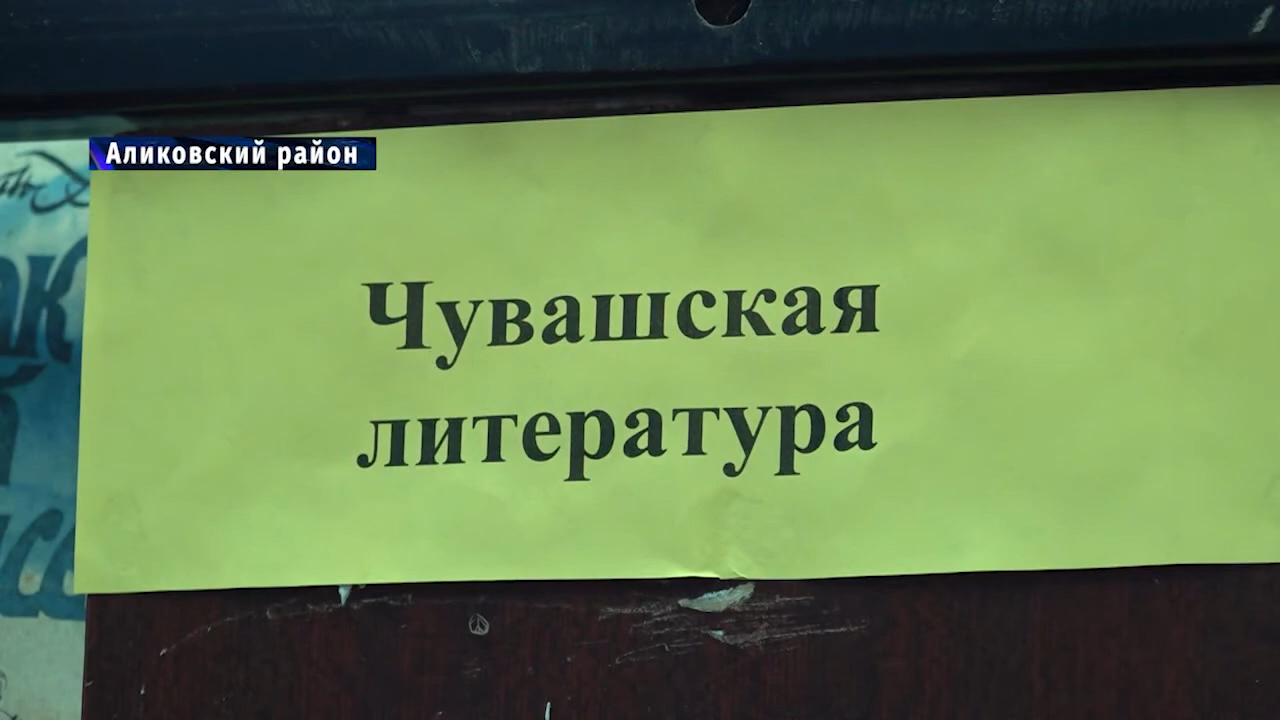 Аликовский район
Чувашская
литература